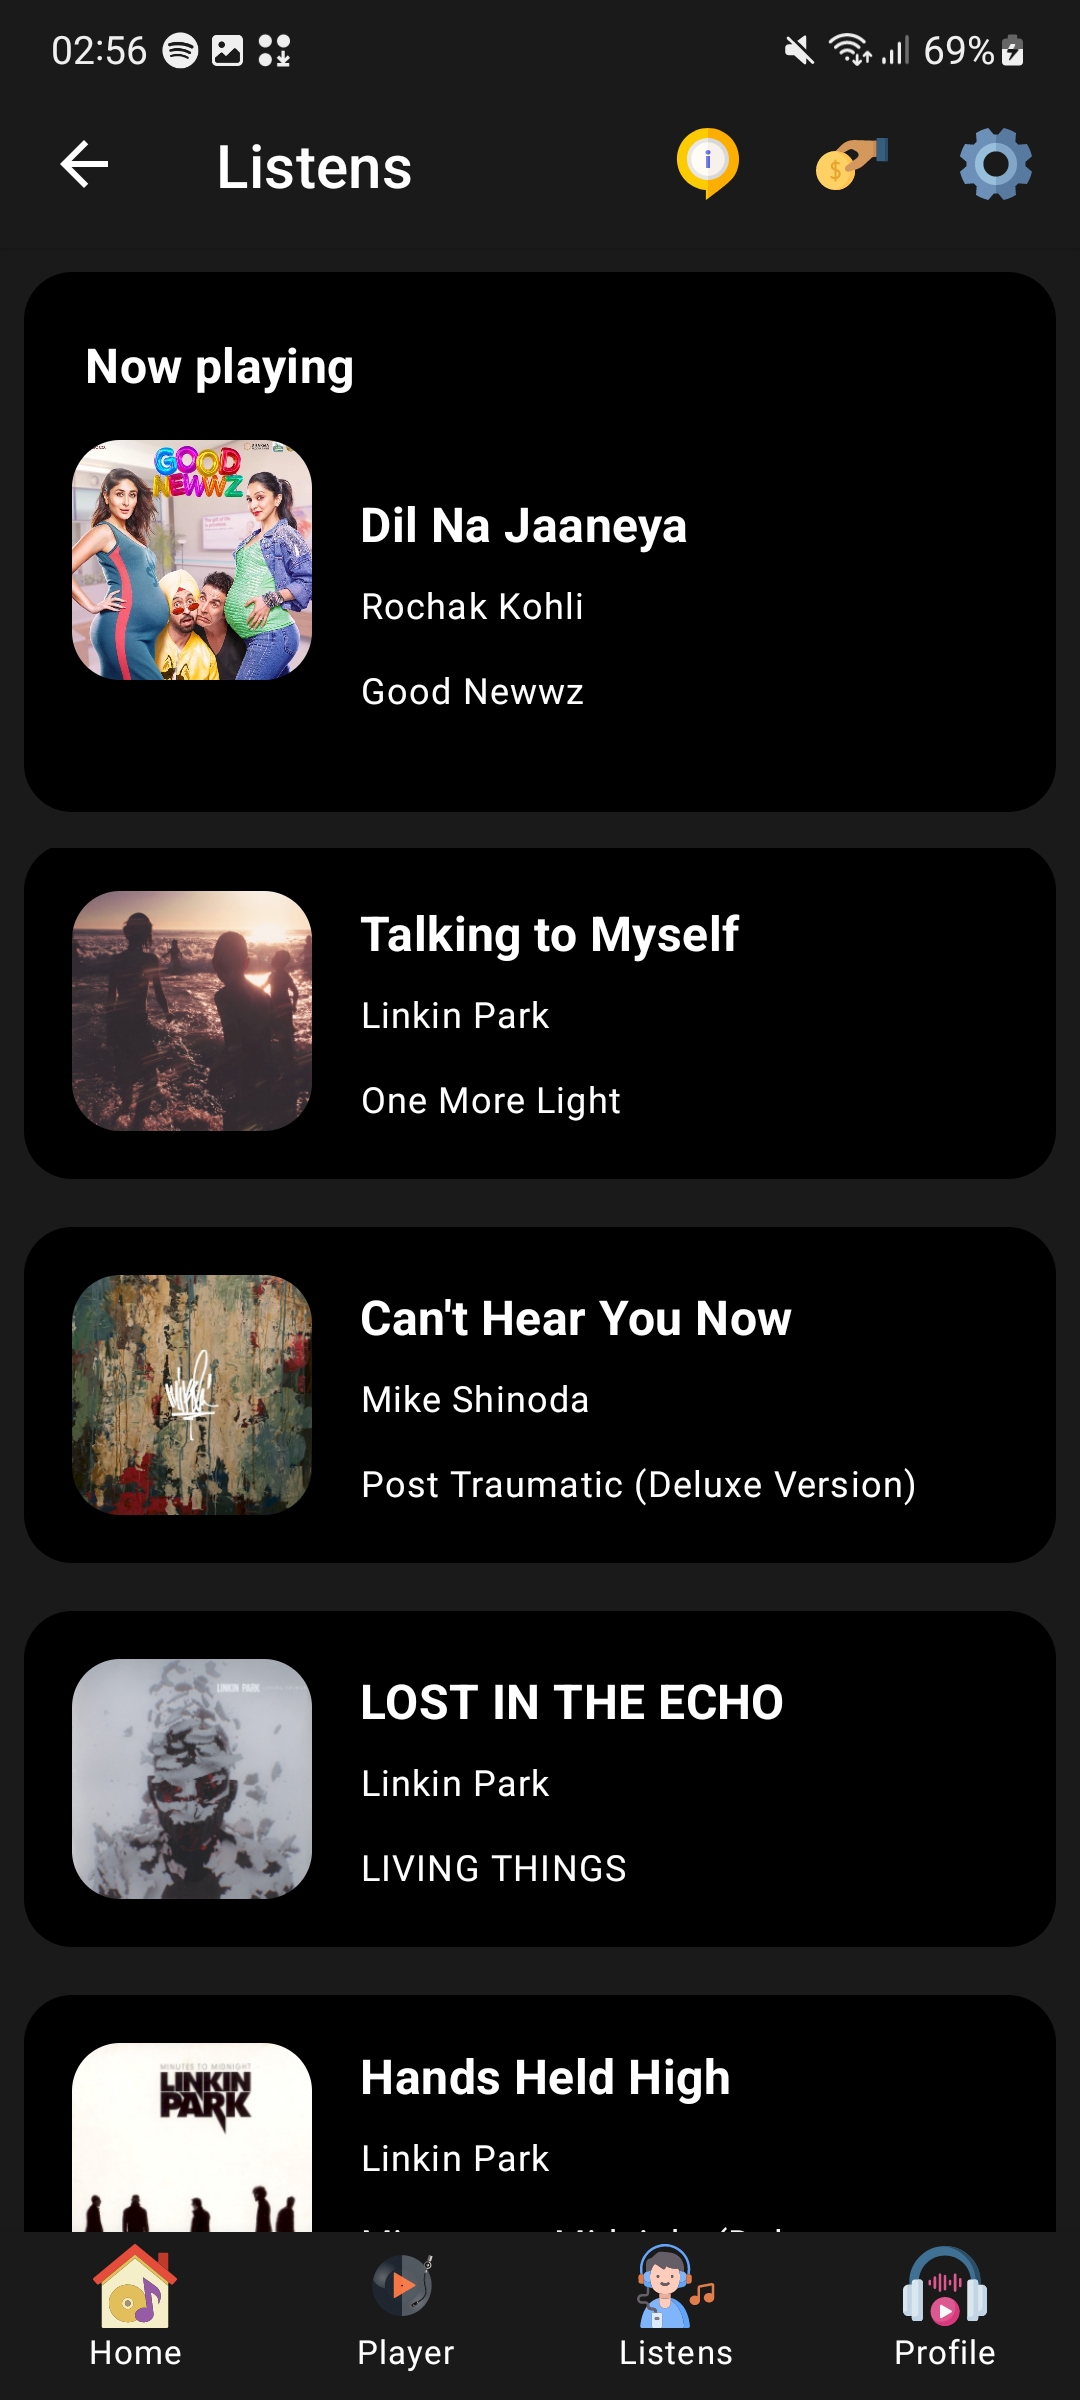 02:56 69%
Listens
Now playing
GOOD
NEWWZ
Dil Na Jaaneya
Rochak Kohli
Good Newwz
Talking to Myself
Linkin Park
One More Light
Can't Hear You Now
Mike Shinoda
Post Traumatic (Deluxe Version)
LINKIN PARK
LOST IN THE ECHO
Linkin Park
LIVING THINGS
MINUTES TO MIDNIGHT
LINKIN
PARK
Hands Held High
Linkin Park
Home Player Listens Profile